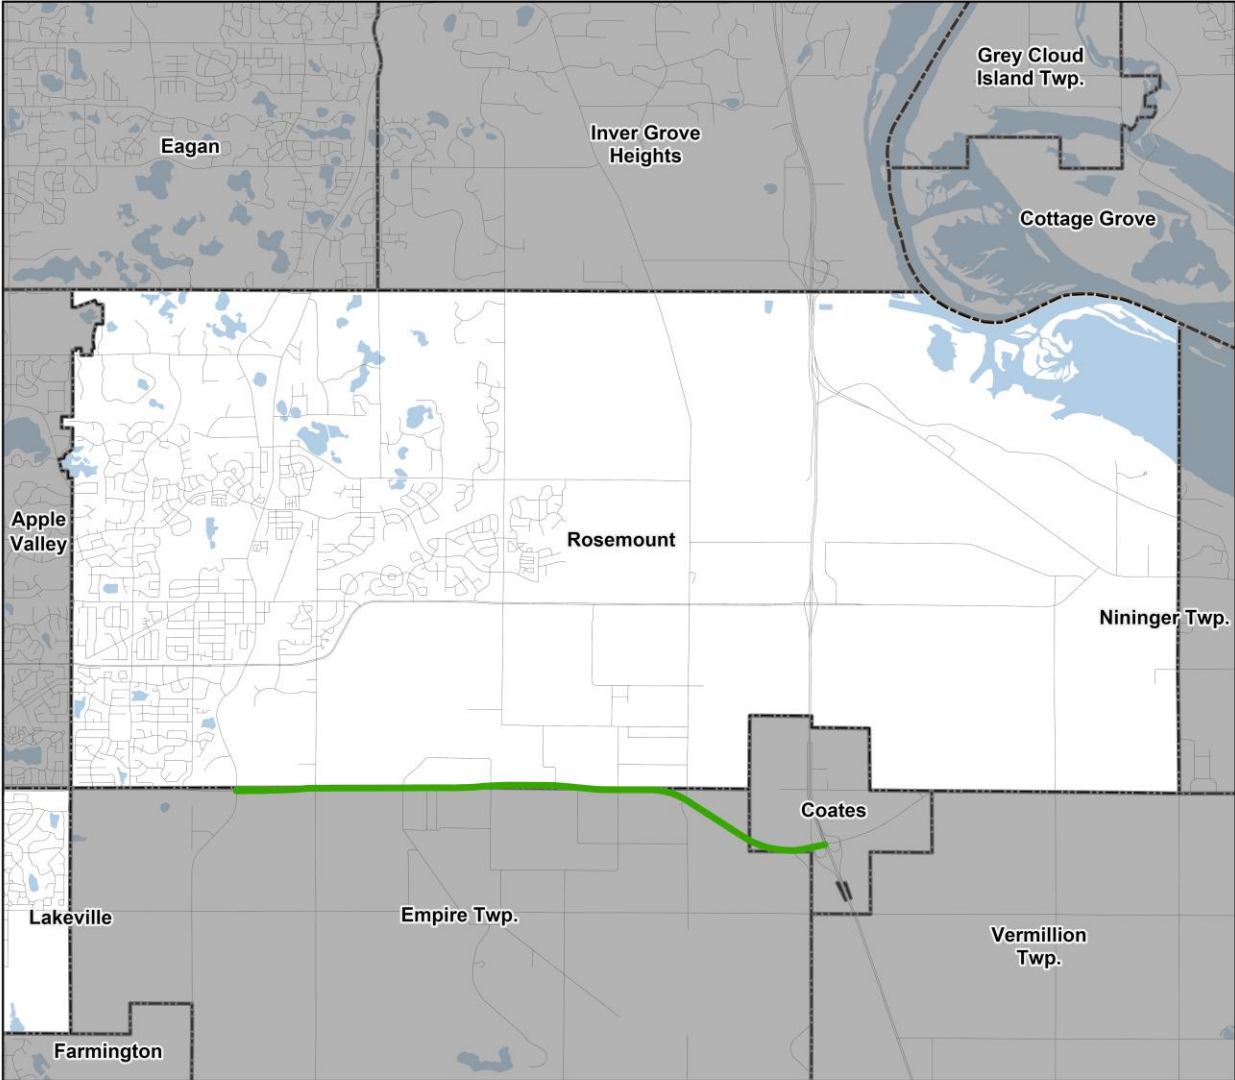 Grey Cloud
Island Twp.
Eagan
Inver Grove
Heights
Cottage Grove
Apple
Valley
Rosemount
Nininger Twp.
Coates
Lakeville
Empire Twp.
Vermillion
Twp.
Farmington